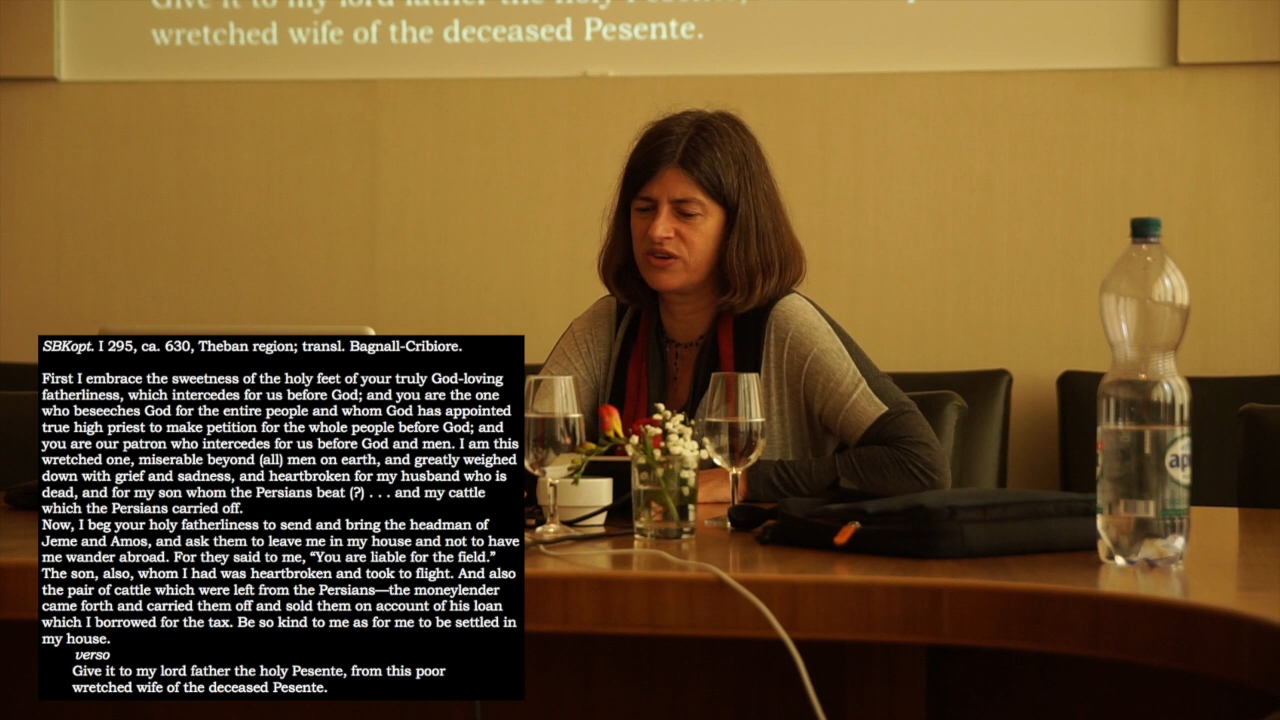 Give it to my lord father the holy Pesente,
wretched wife of the deceased Pesente.
SBKopt. I 295, ca. 630, Theban region; transl. Bagnall-Cribiore.
First I embrace the sweetness of the holy feet of your truly God-loving
fatherliness, which intercedes for us before God; and you are the one
who beseeches God for the entire people and whom God has appointed
true high priest to make petition for the whole people before God; and
you are our patron who intercedes for us before God and men. I am this
wretched one, miserable beyond (all) men on earth, and greatly weighed
down with grief and sadness, and heartbroken for my husband who is
dead, and for my son whom the Persians beat (?) . . . and my cattle
which the Persians carried off.
Now, I beg your holy fatherliness to send and bring the headman of
Jeme and Amos, and ask them to leave me in my house and not to have
me wander abroad. For they said to me, “You are liable for the field.”
The son, also, whom I had was heartbroken and took to flight. And also
the pair of cattle which were left from the Persians—the moneylender
came forth and carried them off and sold them on account of his loan
which I borrowed for the tax. Be so kind to me as for me to be settled in
my house.
verso
Give it to my lord father the holy Pesente, from this poor
wretched wife of the deceased Pesente.
ap